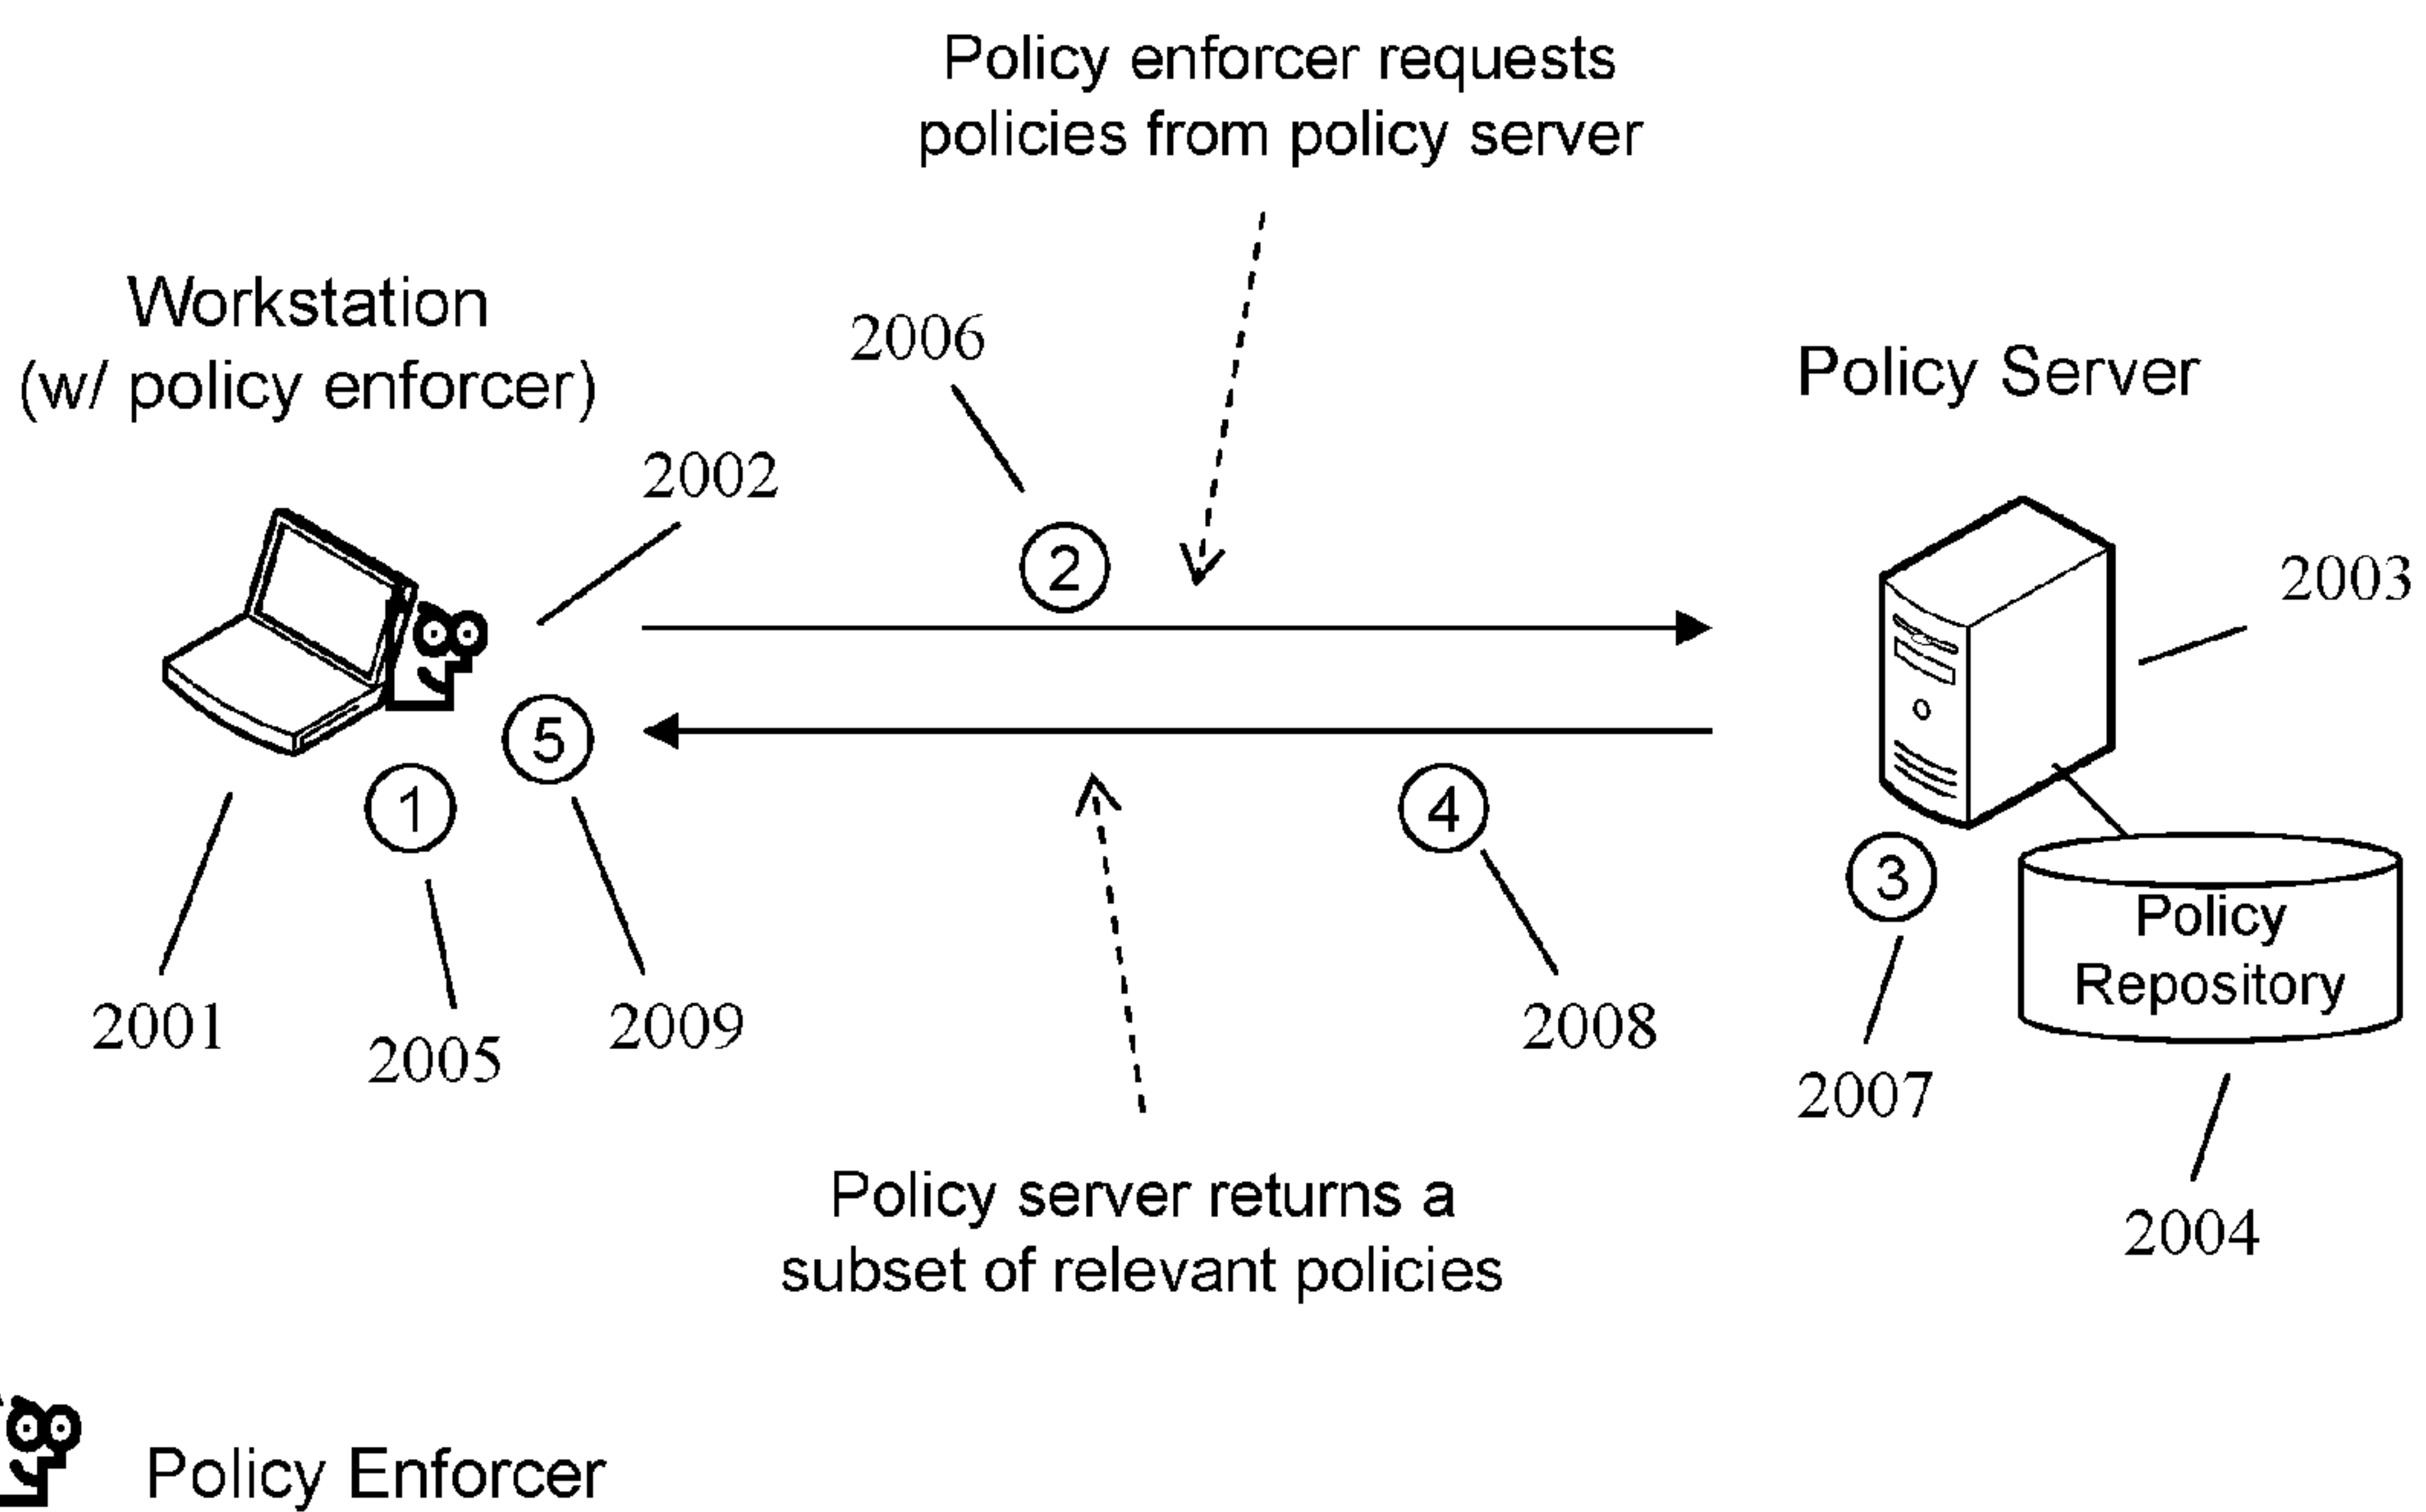 Policy enforcer requests
policies from policy server
Workstation
(w/ policy enforcer)
2006
Policy Server
2002
2003
2
5
1
4
3
Policy
Repository
2001
2005
2009
2008
2007
2004
Policy server returns a
subset of relevant policies
Policy Enforcer